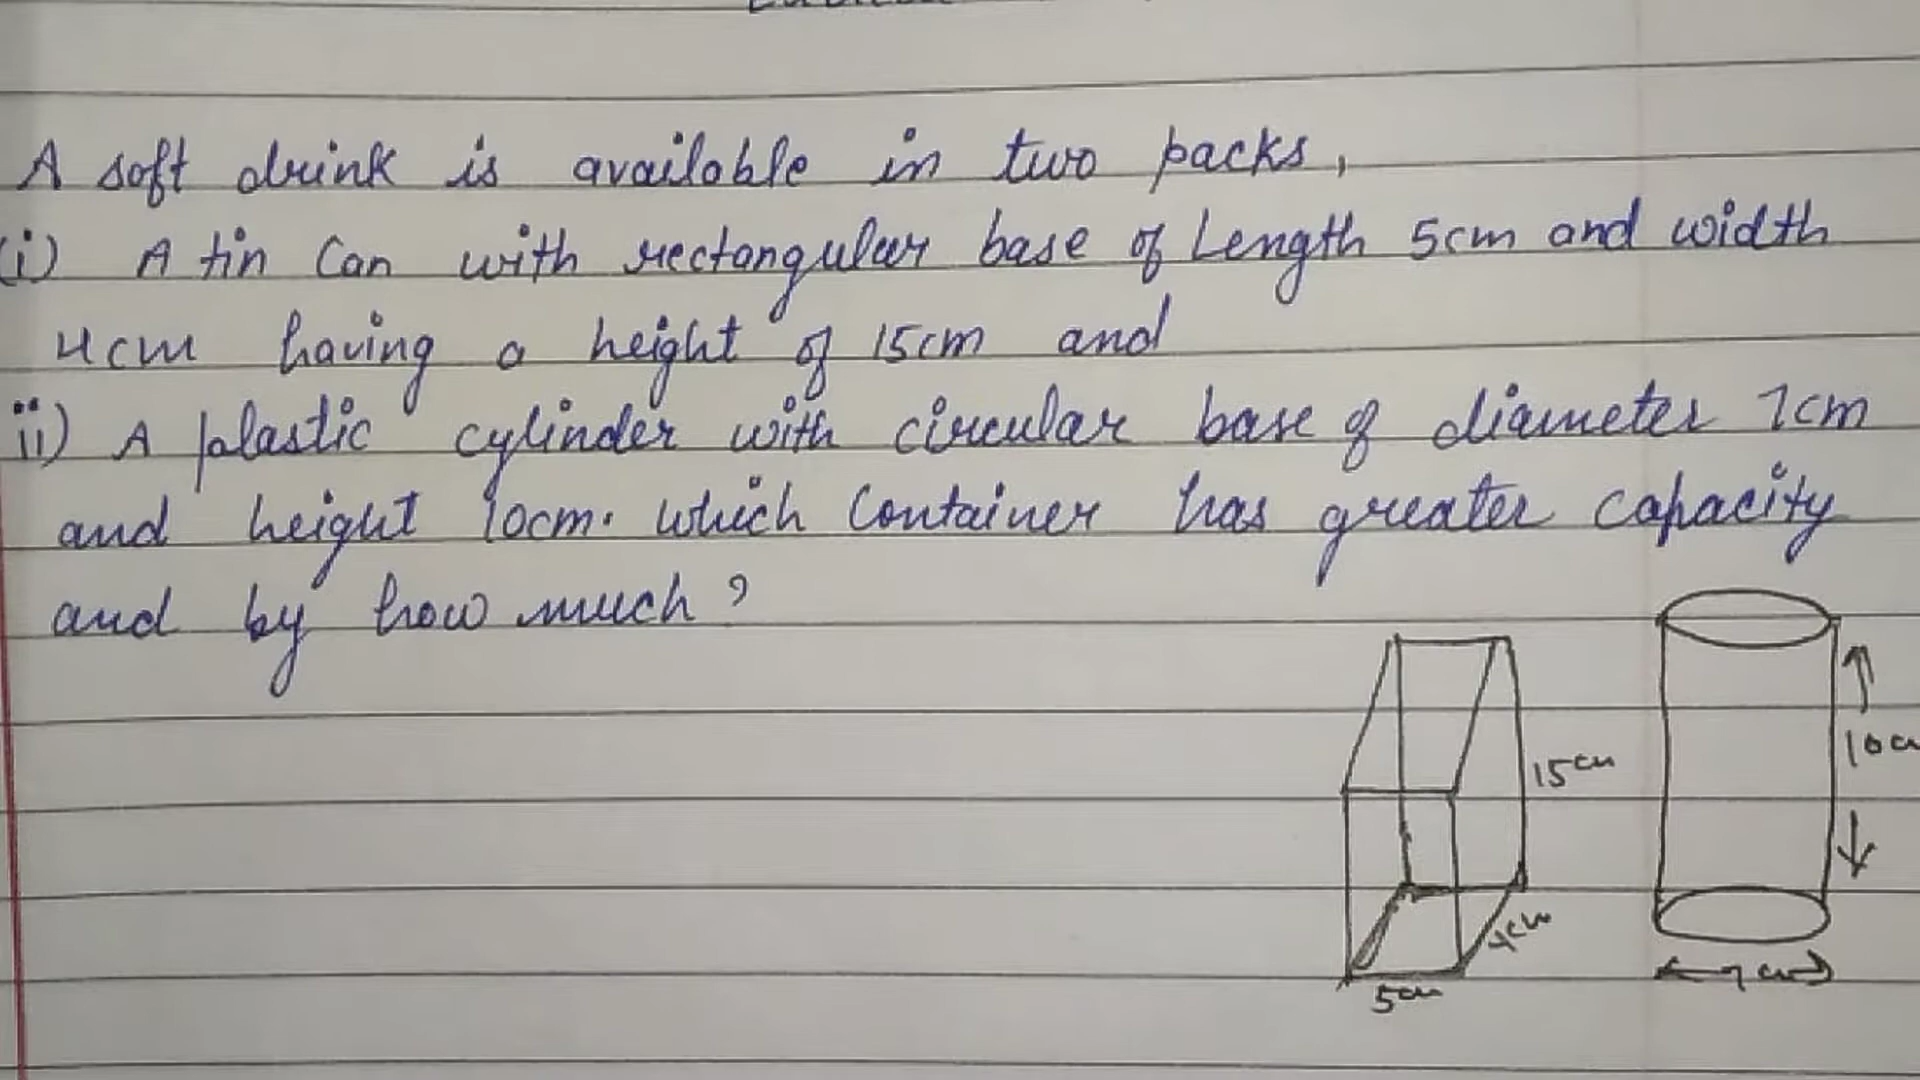 A soft drink is available in two packs,
(i) A tin Can with rectangular base of Length 5cm and width
4cm having a height of 15cm and
ii) A plastic cylinder with circular base of diameter 7cm
and height 10cm. which Container has greater capacity
and by how much?
15cm
10c
4cm
7cm
5cm